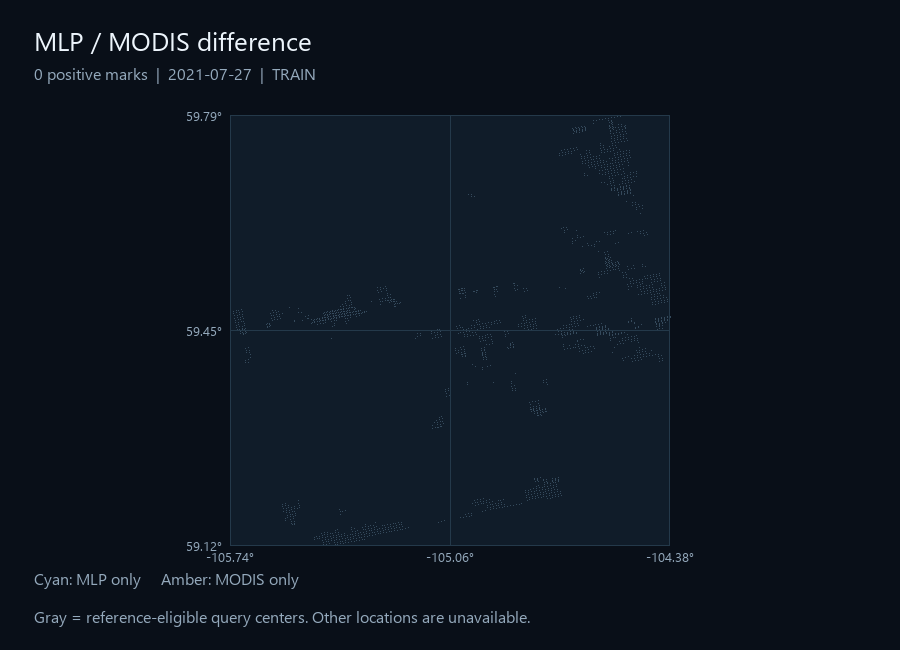 MLP / MODIS difference
0 positive marks | 2021-07-27 | TRAIN
59.79°
59.45°
59.12°
-105.74° -105.06° -104.38°
Cyan: MLP only Amber: MODIS only
Gray = reference-eligible query centers. Other locations are unavailable.